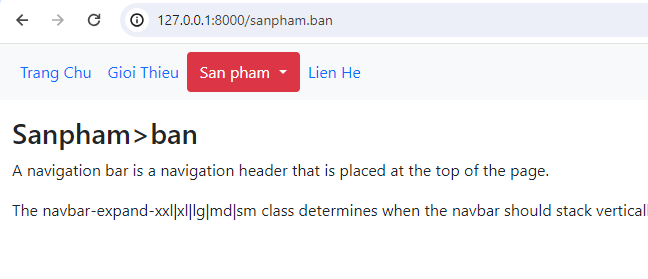 127.0.0.1:8000/sanpham.ban
Trang Chu Gioi Thieu San pham Lien He
Sanpham>ban
A navigation bar is a navigation header that is placed at the top of the page.
The navbar-expand-xxl|xl|lg|md|sm class determines when the navbar should stack